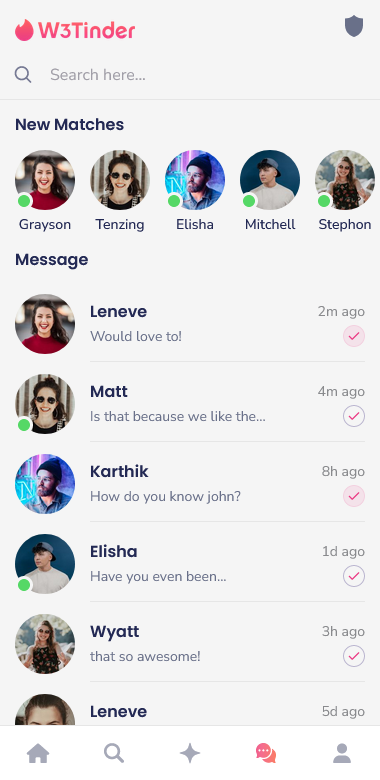 W3Tinder
Search here...
New Matches
Grayson Tenzing Elisha Mitchell Stephon
Message
Leneve 2m ago
Would love to!
Matt 4m ago
Is that because we like the...
Karthik 8h ago
How do you know john?
Elisha 1d ago
Have you even been...
Wyatt 3h ago
that so awesome!
Leneve 5d ago